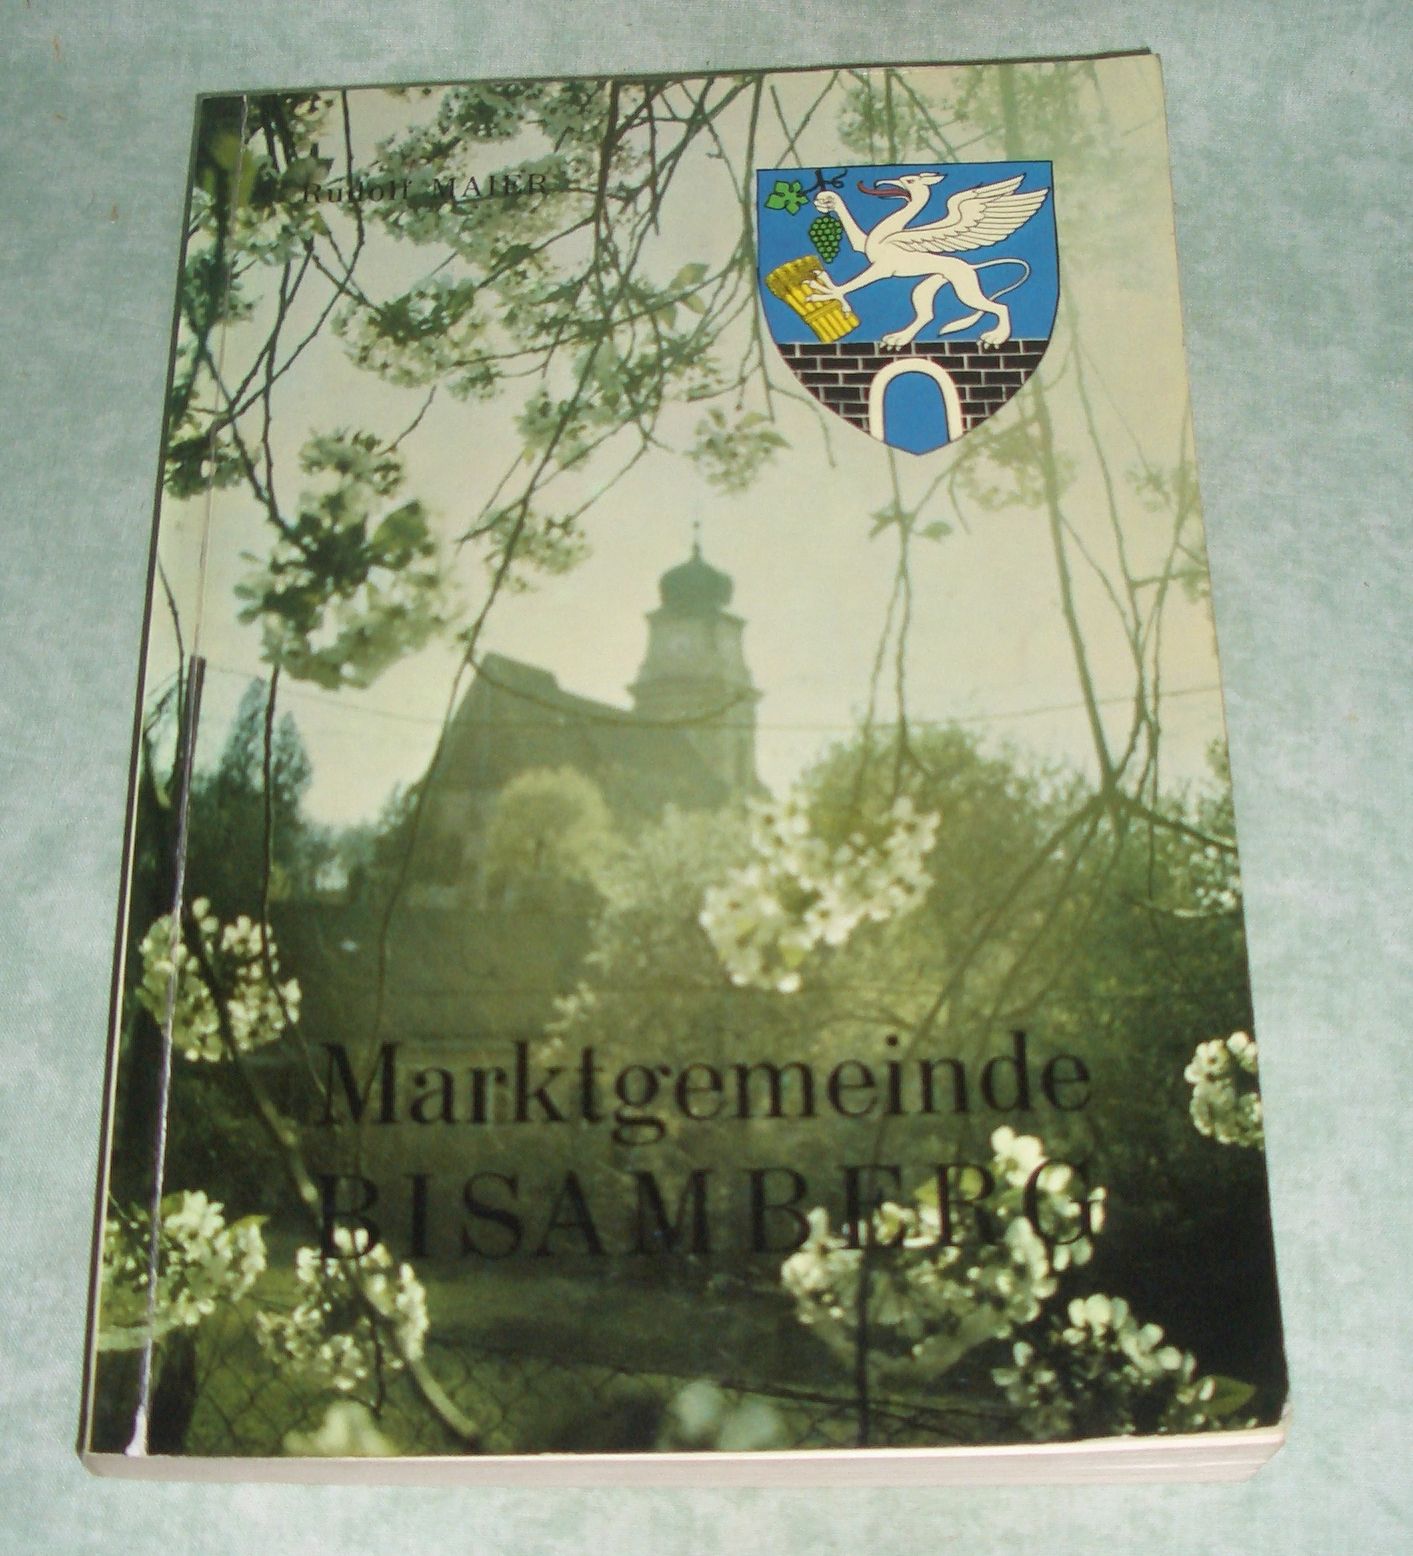 Rudolf MAIER
Marktgemeinde
BISAMBERG